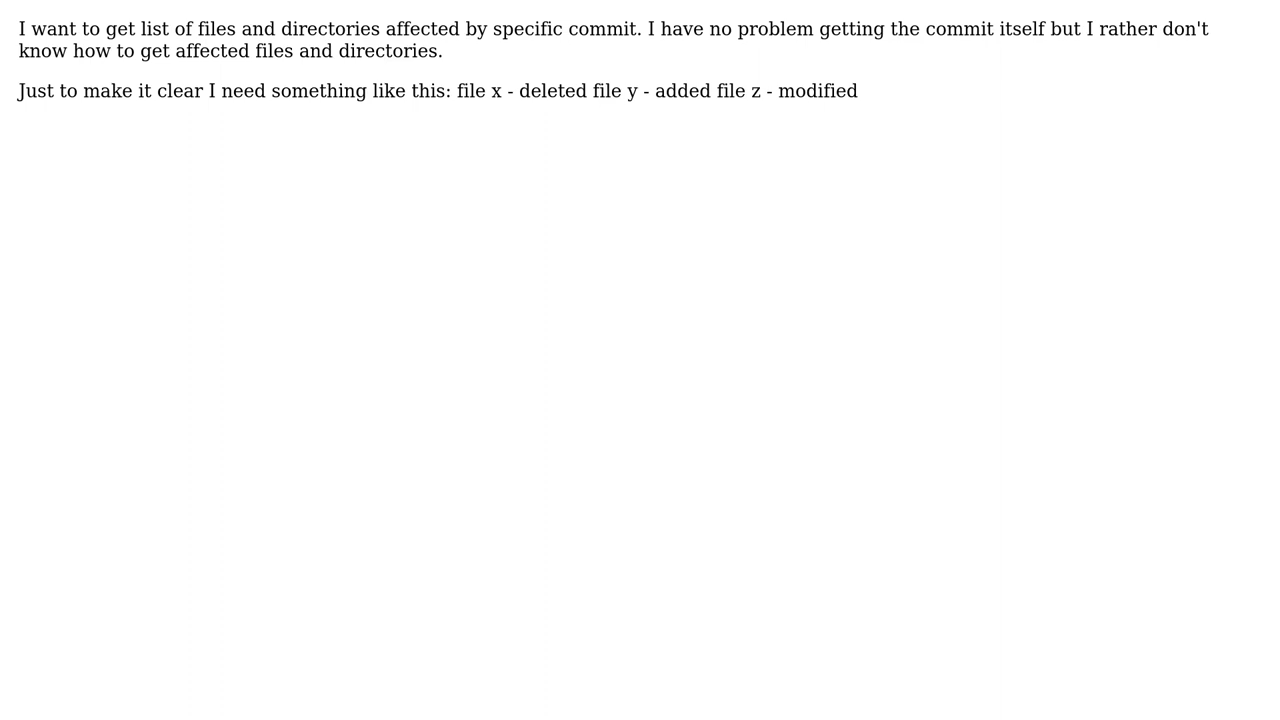 I want to get list of files and directories affected by specific commit. I have no problem getting the commit itself but I rather don't
know how to get affected files and directories.
Just to make it clear I need something like this: file x - deleted file y - added file z - modified